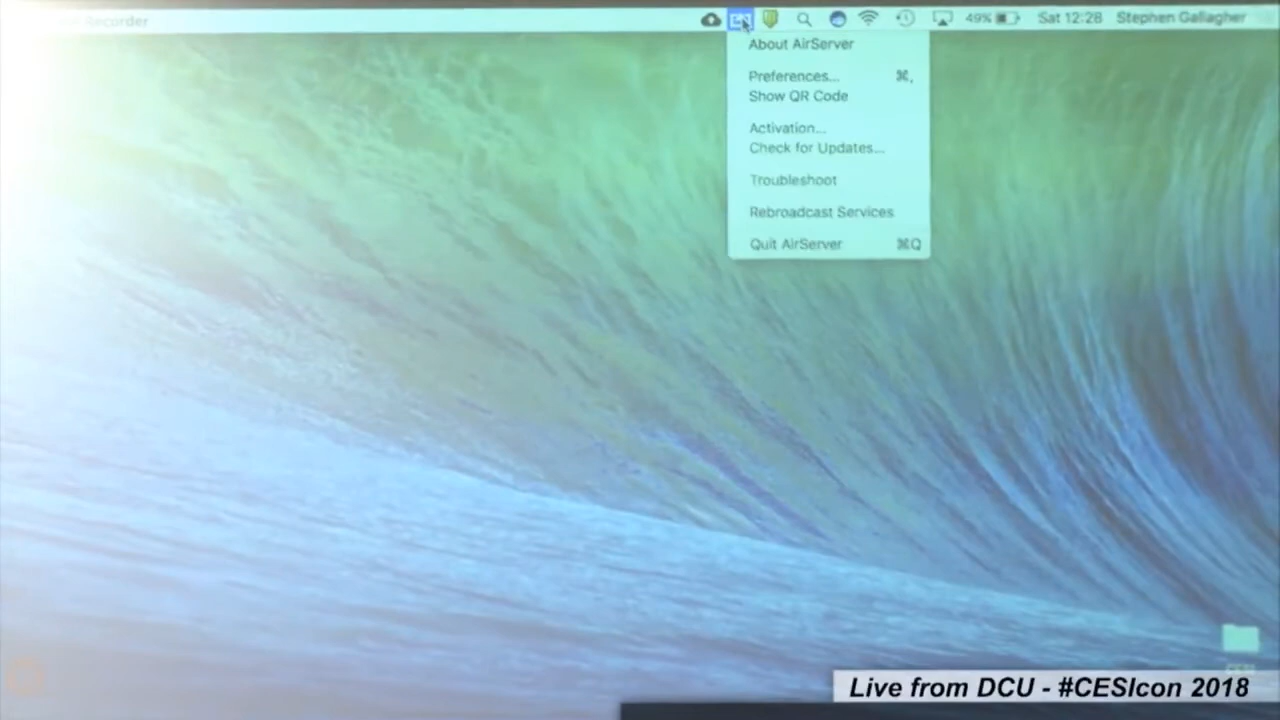 Recorder
49%
Sat 12:28
Stephen Gallagher
About AirServer
Preferences... ⌘,
Show QR Code
Activation...
Check for Updates...
Troubleshoot
Rebroadcast Services
Quit AirServer ⌘Q
Live from DCU - #CESIcon 2018